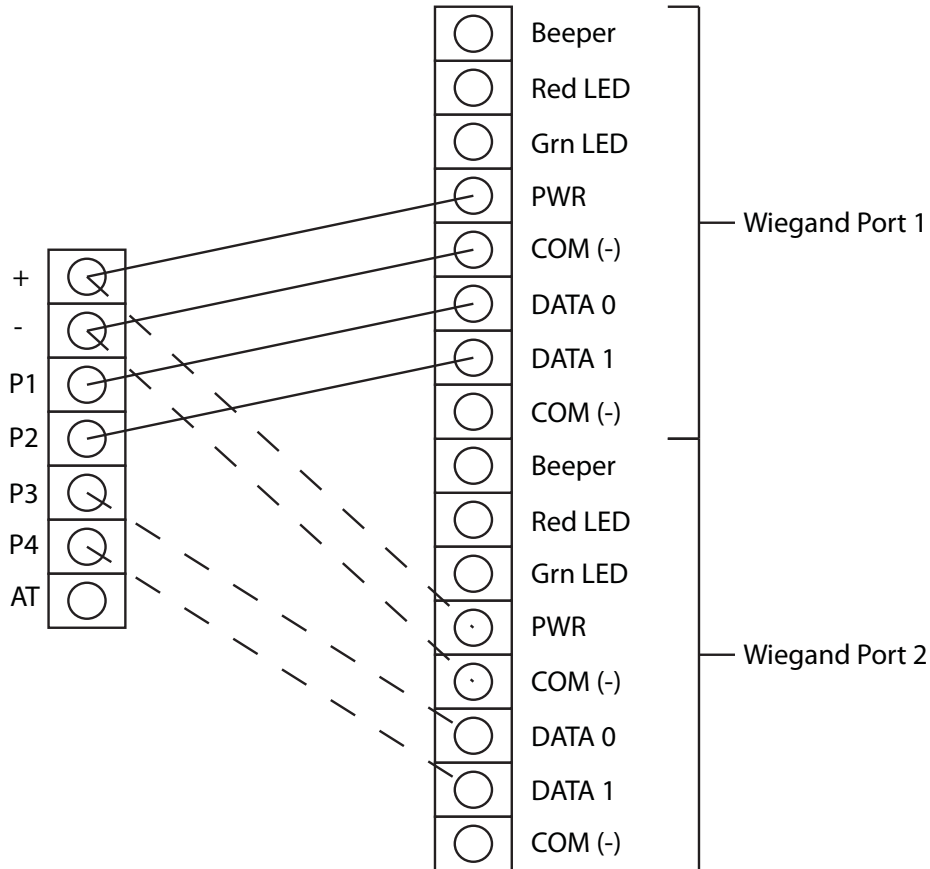 +
-
P1
P2
P3
P4
AT
Beeper
Red LED
Grn LED
PWR
COM (-)
DATA 0
DATA 1
COM (-)
Beeper
Red LED
Grn LED
PWR
COM (-)
DATA 0
DATA 1
COM (-)
Wiegand Port 1
Wiegand Port 2